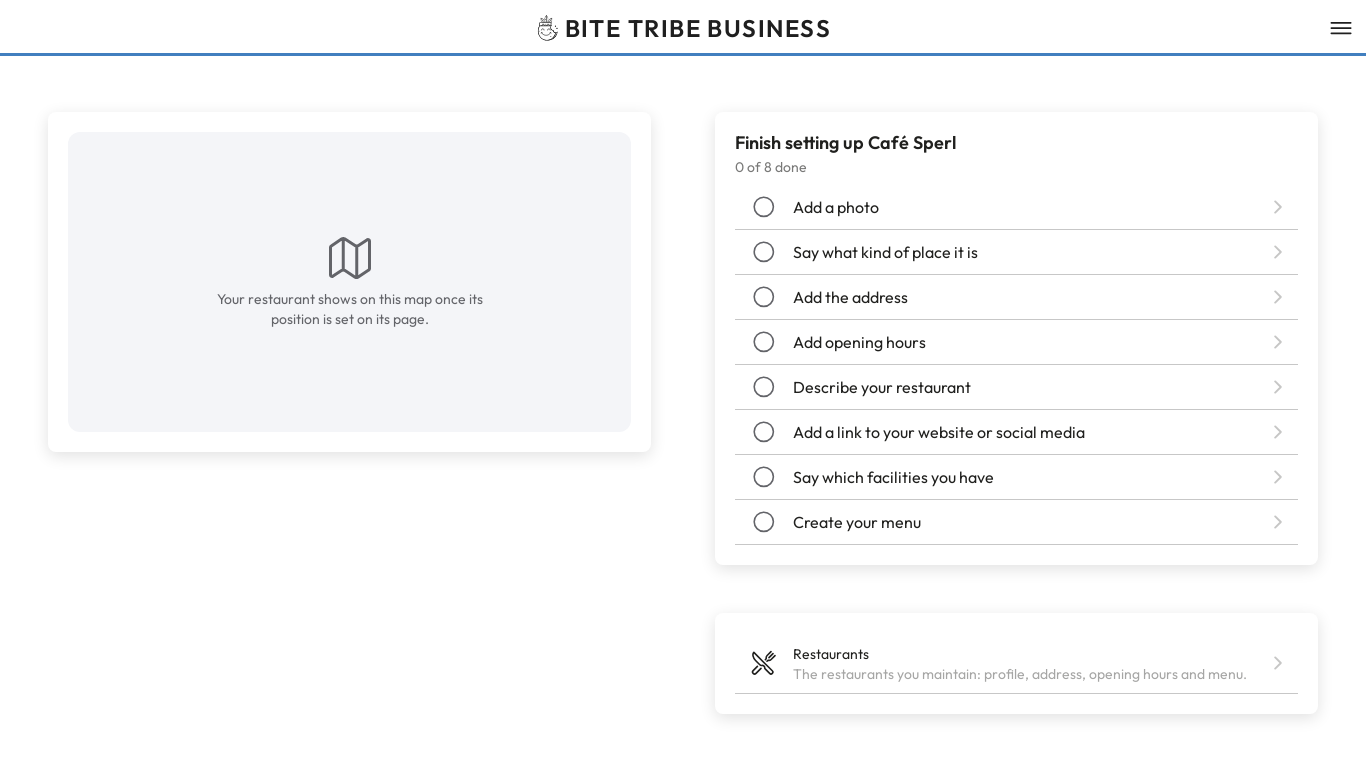 BITE TRIBE BUSINESS
Your restaurant shows on this map once its
position is set on its page.
Finish setting up Café Sperl
0 of 8 done
Add a photo
Say what kind of place it is
Add the address
Add opening hours
Describe your restaurant
Add a link to your website or social media
Say which facilities you have
Create your menu
Restaurants
The restaurants you maintain: profile, address, opening hours and menu.